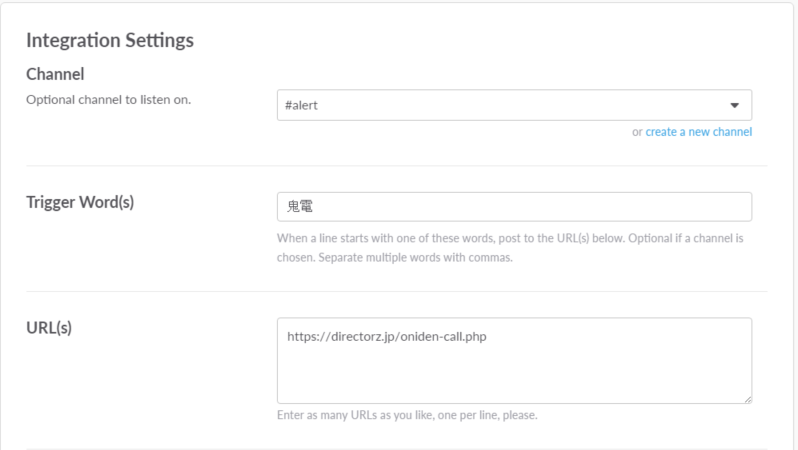 Integration Settings
Channel
Optional channel to listen on.
#alert
or create a new channel
Trigger Word(s)
鬼電
When a line starts with one of these words, post to the URL(s) below. Optional if a channel is
chosen. Separate multiple words with commas.
URL(s)
https://directorz.jp/oniden-call.php
Enter as many URLs as you like, one per line, please.